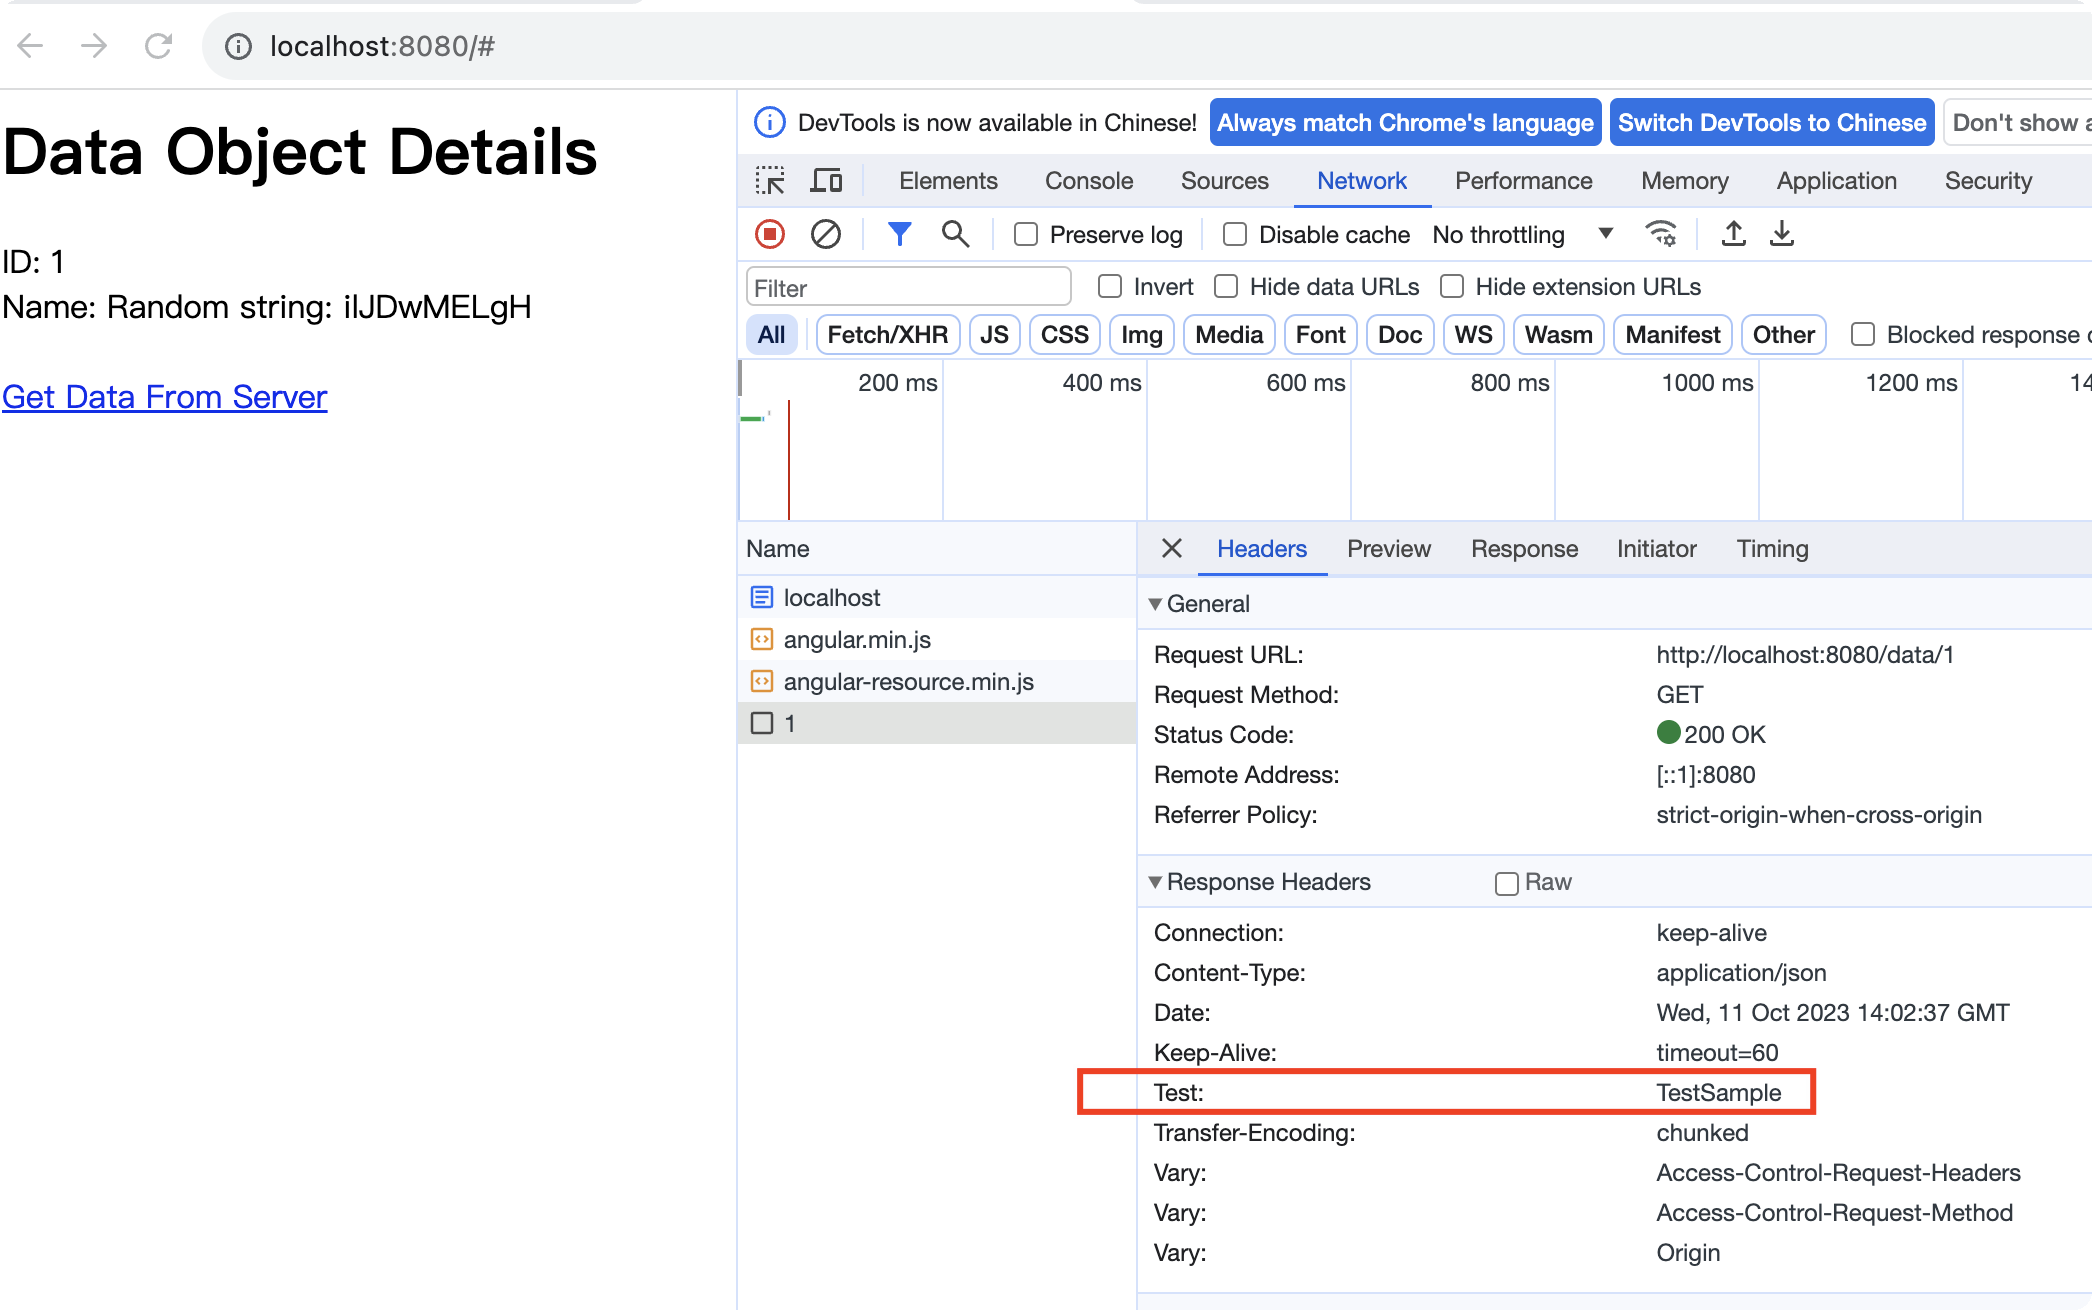 localhost:8080/#
Data Object Details
ID: 1
Name: Random string: ilJDwMELgH
Get Data From Server
DevTools is now available in Chinese! Always match Chrome's language Switch DevTools to Chinese Don't show
Elements Console Sources Network Performance Memory Application Security
Preserve log Disable cache No throttling
Filter Invert Hide data URLs Hide extension URLs
All Fetch/XHR JS CSS Img Media Font Doc WS Wasm Manifest Other Blocked response
200 ms 400 ms 600 ms 800 ms 1000 ms 1200 ms 14
Name
localhost
angular.min.js
angular-resource.min.js
1
Headers Preview Response Initiator Timing
General
Request URL: http://localhost:8080/data/1
Request Method: GET
Status Code: 200 OK
Remote Address: [::1]:8080
Referrer Policy: strict-origin-when-cross-origin
Response Headers Raw
Connection: keep-alive
Content-Type: application/json
Date: Wed, 11 Oct 2023 14:02:37 GMT
Keep-Alive: timeout=60
Test: TestSample
Transfer-Encoding: chunked
Vary: Access-Control-Request-Headers
Vary: Access-Control-Request-Method
Vary: Origin